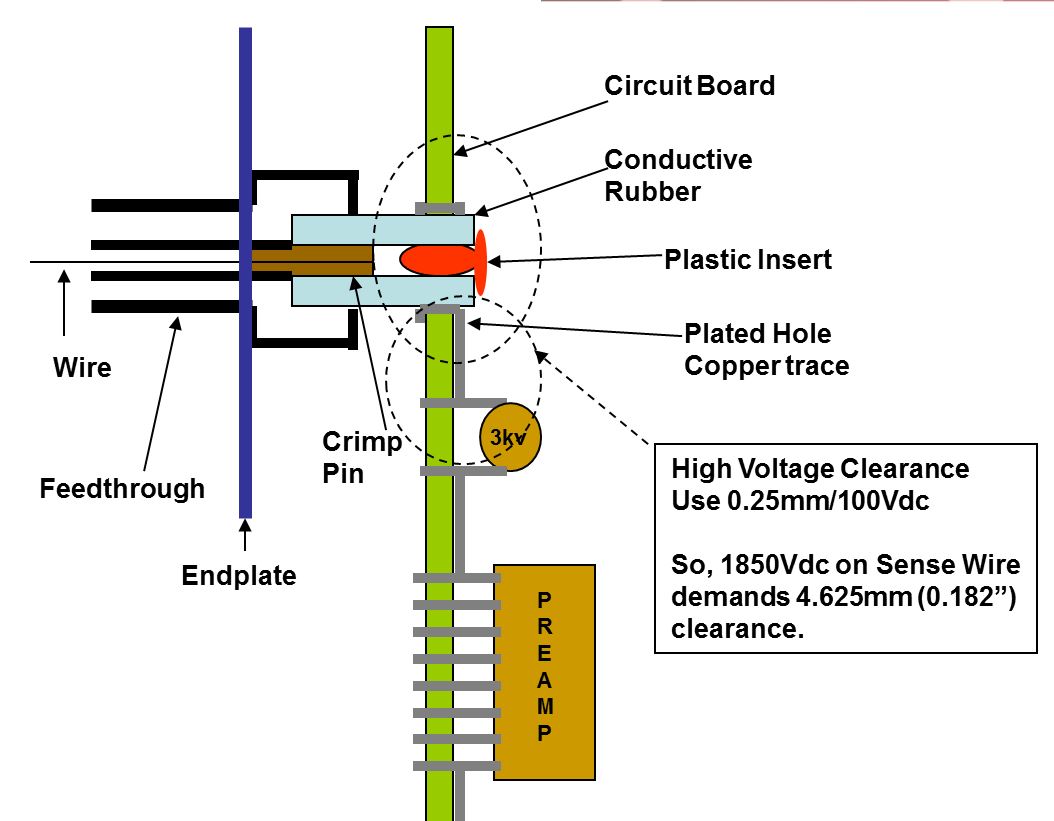 Circuit Board
Conductive
Rubber
Plastic Insert
Plated Hole
Copper trace
Wire
Crimp
Pin
3kv
Feedthrough
Endplate
High Voltage Clearance
Use 0.25mm/100Vdc
So, 1850Vdc on Sense Wire
demands 4.625mm (0.182”)
clearance.
P
R
E
A
M
P